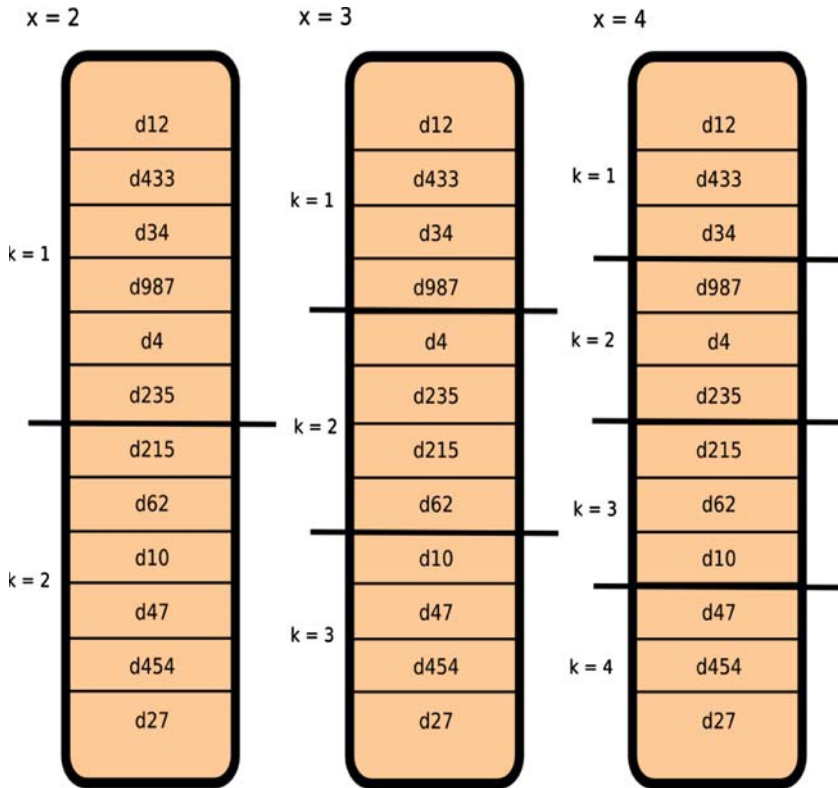 x = 2
d12
d433
d34
k = 1
d987
d4
d235
d215
d62
d10
k = 2
d47
d454
d27
x = 3
d12
d433
k = 1
d34
d987
d4
d235
k = 2
d215
d62
d10
d47
k = 3
d454
d27
x = 4
d12
k = 1
d433
d34
d987
k = 2
d4
d235
d215
k = 3
d62
d10
d47
k = 4
d454
d27